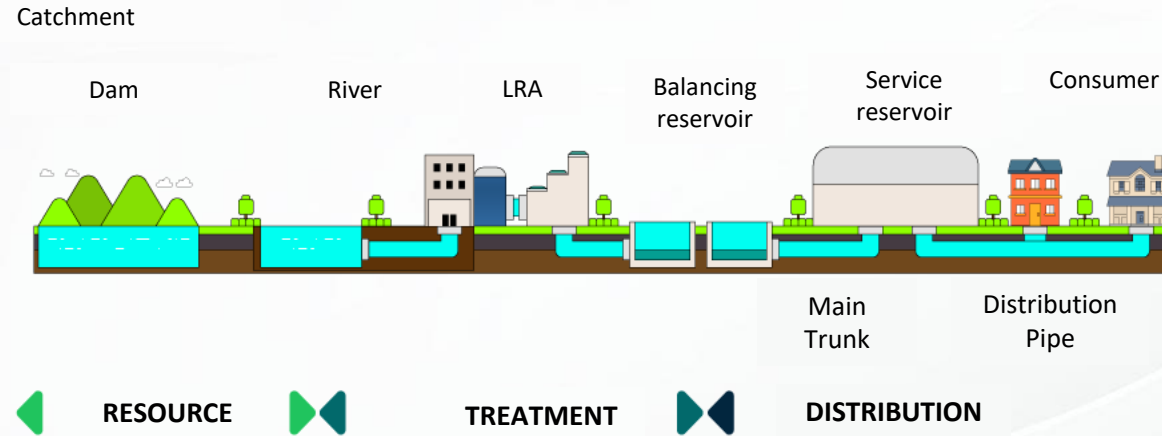 Catchment
Dam
River
LRA
Balancing
reservoir
Service
reservoir
Consumer
Main
Trunk
Distribution
Pipe
RESOURCE
TREATMENT
DISTRIBUTION